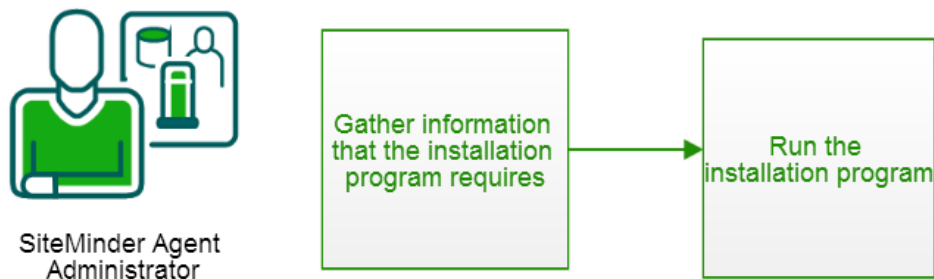 SiteMinder Agent
Administrator
Gather information
that the installation
program requires
Run the
installation program